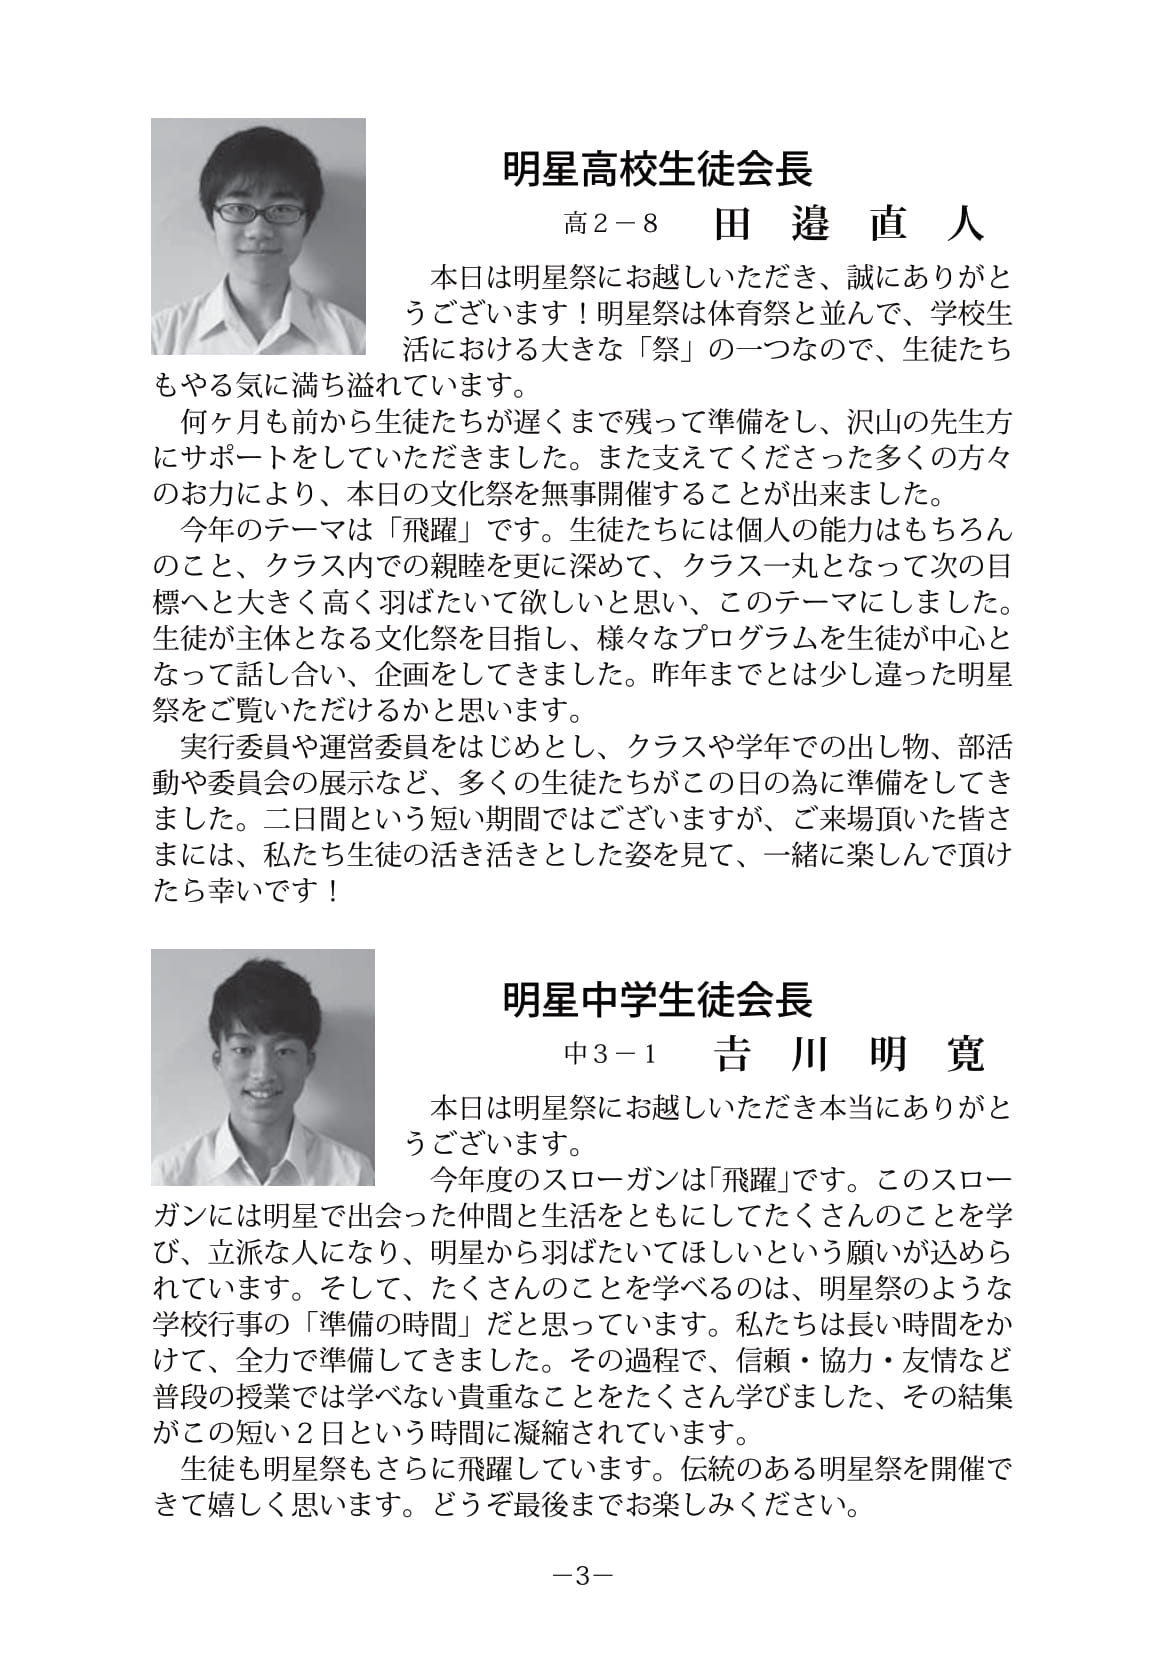 明星高校生徒会長
高２－８　田　邉　直　人
本日は明星祭にお越しいただき、誠にありがと
うございます！明星祭は体育祭と並んで、学校生
活における大きな「祭」の一つなので、生徒たち
もやる気に満ち溢れています。
何ヶ月も前から生徒たちが遅くまで残って準備をし、沢山の先生方
にサポートをしていただきました。また支えてくださった多くの方々
のお力により、本日の文化祭を無事開催することが出来ました。
今年のテーマは「飛躍」です。生徒たちには個人の能力はもちろん
のこと、クラス内での親睦を更に深めて、クラス一丸となって次の目
標へと大きく高く羽ばたいて欲しいと思い、このテーマにしました。
生徒が主体となる文化祭を目指し、様々なプログラムを生徒が中心と
なって話し合い、企画をしてきました。昨年までとは少し違った明星
祭をご覧いただけるかと思います。
実行委員や運営委員をはじめとし、クラスや学年での出し物、部活
動や委員会の展示など、多くの生徒たちがこの日の為に準備をしてき
ました。二日間という短い期間ではございますが、ご来場頂いた皆さ
まには、私たち生徒の活き活きとした姿を見て、一緒に楽しんで頂け
たら幸いです！
明星中学生徒会長
中３－１　𠮷　川　明　寛
本日は明星祭にお越しいただき本当にありがと
うございます。
今年度のスローガンは「飛躍」です。このスロー
ガンには明星で出会った仲間と生活をともにしてたくさんのことを学
び、立派な人になり、明星から羽ばたいてほしいという願いが込めら
れています。そして、たくさんのことを学べるのは、明星祭のような
学校行事の「準備の時間」だと思っています。私たちは長い時間をか
けて、全力で準備してきました。その過程で、信頼・協力・友情など
普段の授業では学べない貴重なことをたくさん学びました、その結集
がこの短い２日という時間に凝縮されています。
生徒も明星祭もさらに飛躍しています。伝統のある明星祭を開催で
きて嬉しく思います。どうぞ最後までお楽しみください。
－3－